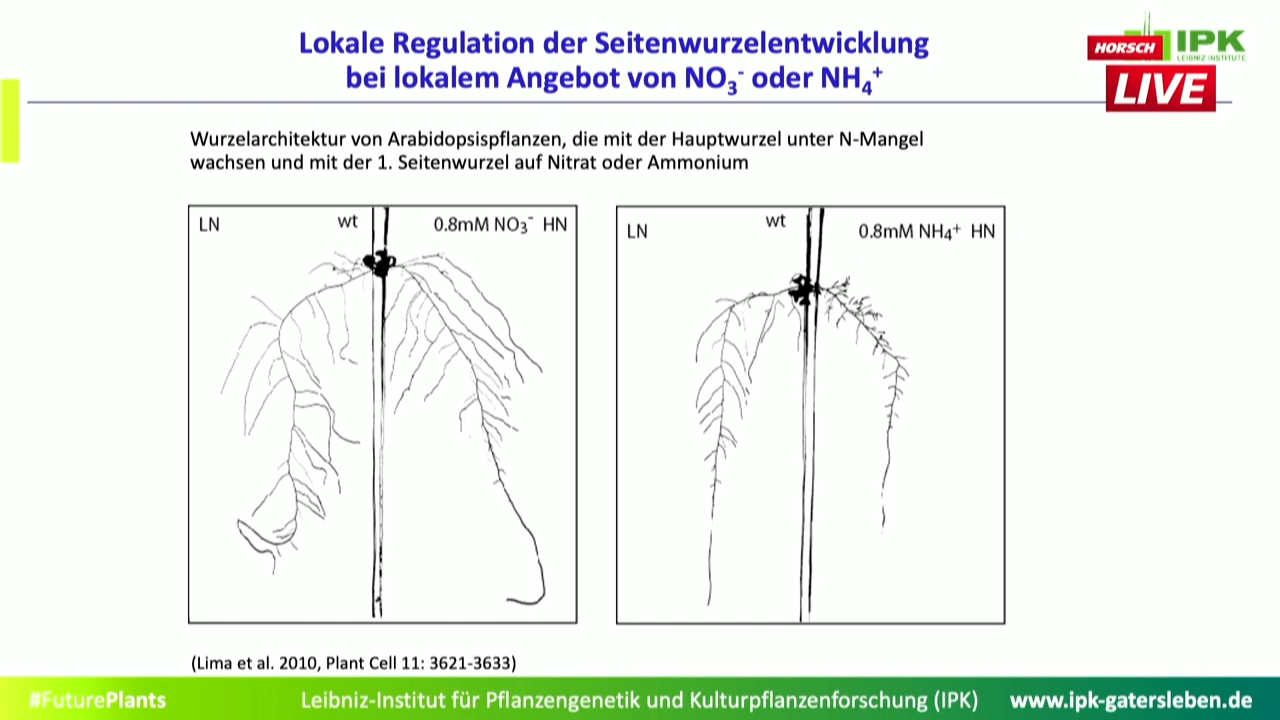 Lokale Regulation der Seitenwurzelentwicklung
bei lokalem Angebot von NO₃⁻ oder NH₄⁺
HORSCH
IPK
LEIBNIZ INSTITUTE
LIVE
Wurzelarchitektur von Arabidopsispflanzen, die mit der Hauptwurzel unter N-Mangel
wachsen und mit der 1. Seitenwurzel auf Nitrat oder Ammonium
LN wt 0.8mM NO₃⁻ HN
LN wt 0.8mM NH₄⁺ HN
(Lima et al. 2010, Plant Cell 11: 3621-3633)
#FuturePlants Leibniz-Institut für Pflanzengenetik und Kulturpflanzenforschung (IPK) www.ipk-gatersleben.de